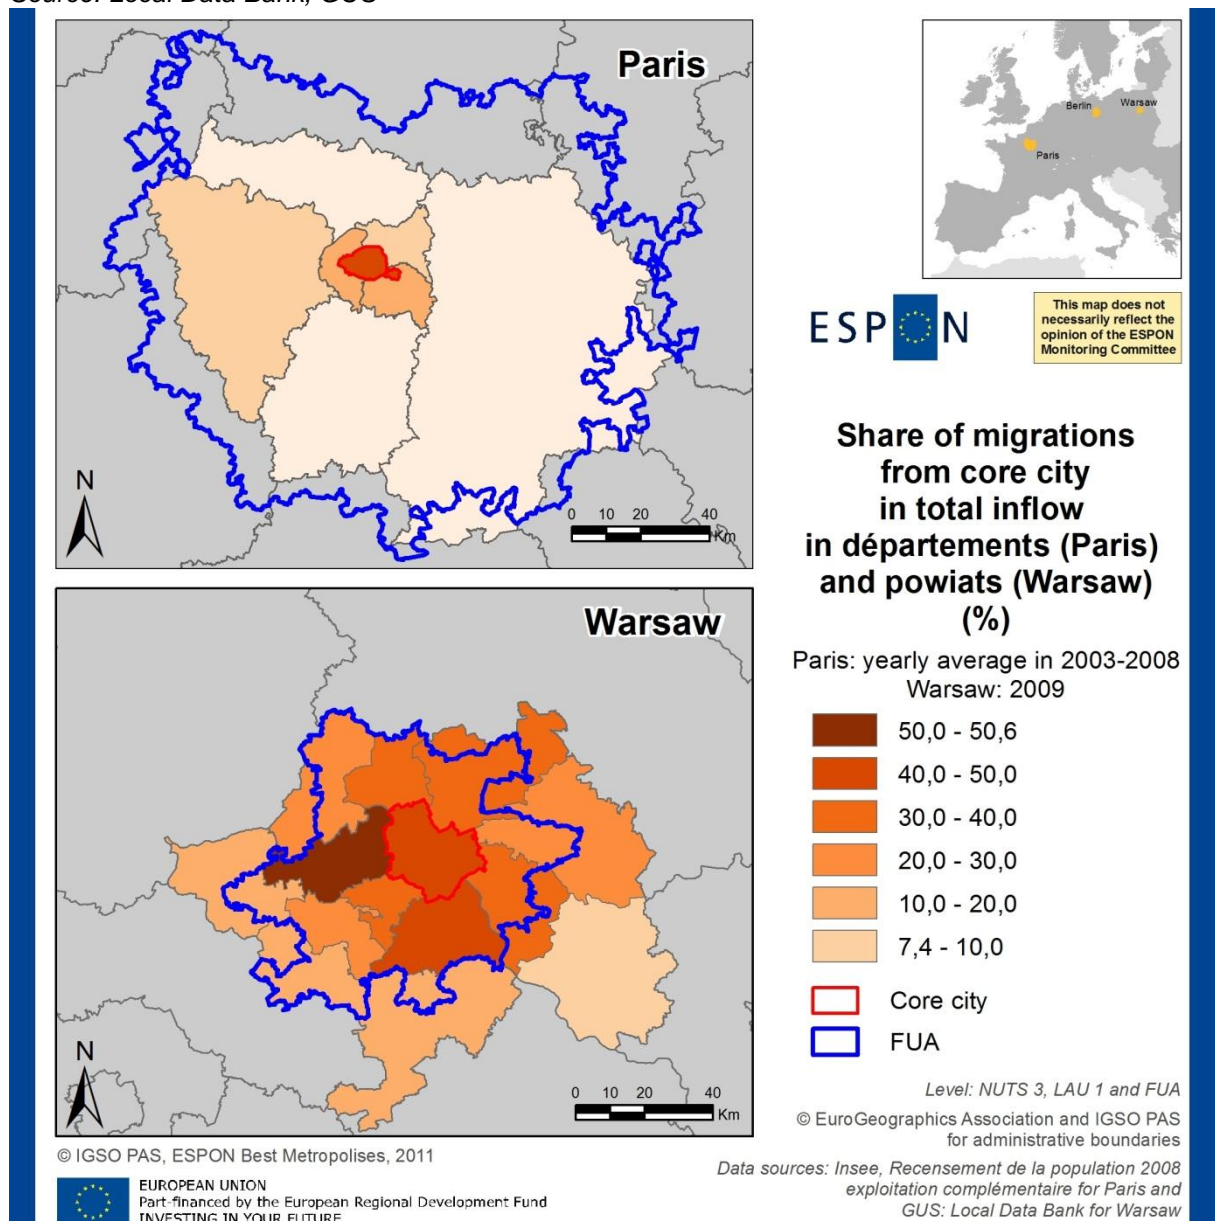 Source: Local Data Bank, GUS
Paris
N
0 10 20 40
Km
Berlin
Warsaw
Paris
ESPON
This map does not
necessarily reflect the
opinion of the ESPON
Monitoring Committee
Share of migrations
from core city
in total inflow
in départements (Paris)
and powiats (Warsaw)
(%)
Paris: yearly average in 2003-2008
Warsaw: 2009
50,0 - 50,6
40,0 - 50,0
30,0 - 40,0
20,0 - 30,0
10,0 - 20,0
7,4 - 10,0
Core city
FUA
Warsaw
N
0 10 20 40
Km
Level: NUTS 3, LAU 1 and FUA
© EuroGeographics Association and IGSO PAS
for administrative boundaries
© IGSO PAS, ESPON Best Metropolises, 2011
Data sources: Insee, Recensement de la population 2008
exploitation complémentaire for Paris and
GUS: Local Data Bank for Warsaw
EUROPEAN UNION
Part-financed by the European Regional Development Fund
INVESTING IN YOUR FUTURE